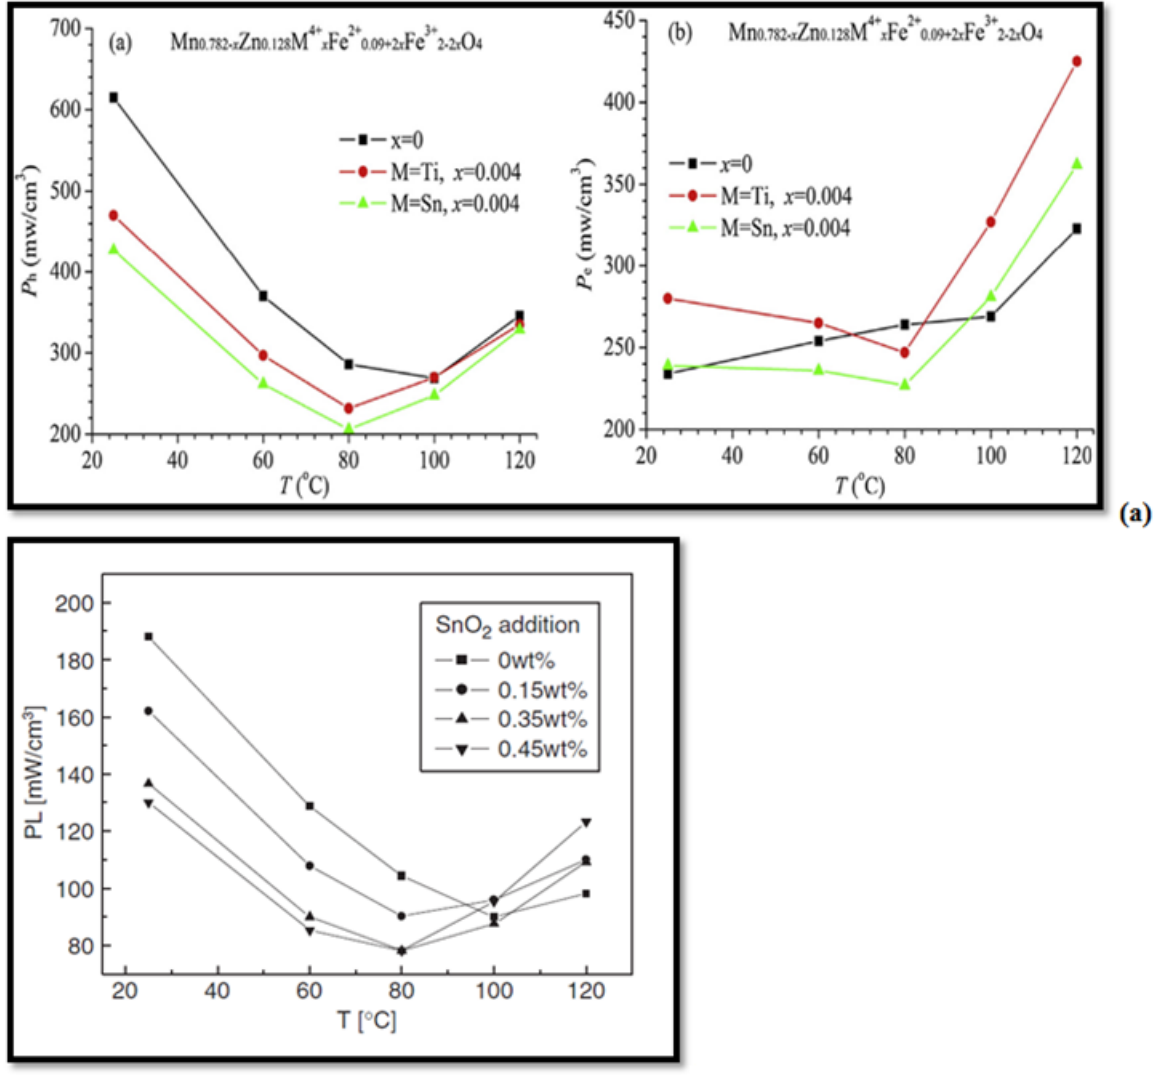 (a) Mn0.782-xZn0.128M4+xFe2+0.09+2xFe3+2-2xO4
700
600
500
400
300
200
20 40 60 80 100 120
Ph (mw/cm3)
T (oC)
x=0
M=Ti, x=0.004
M=Sn, x=0.004
(b) Mn0.782-xZn0.128M4+xFe2+0.09+2xFe3+2-2xO4
450
400
350
300
250
200
20 40 60 80 100 120
Pe (mw/cm3)
T (oC)
x=0
M=Ti, x=0.004
M=Sn, x=0.004
(a)
200
180
160
140
120
100
80
20 40 60 80 100 120
PL [mW/cm3]
T [°C]
SnO2 addition
0wt%
0.15wt%
0.35wt%
0.45wt%